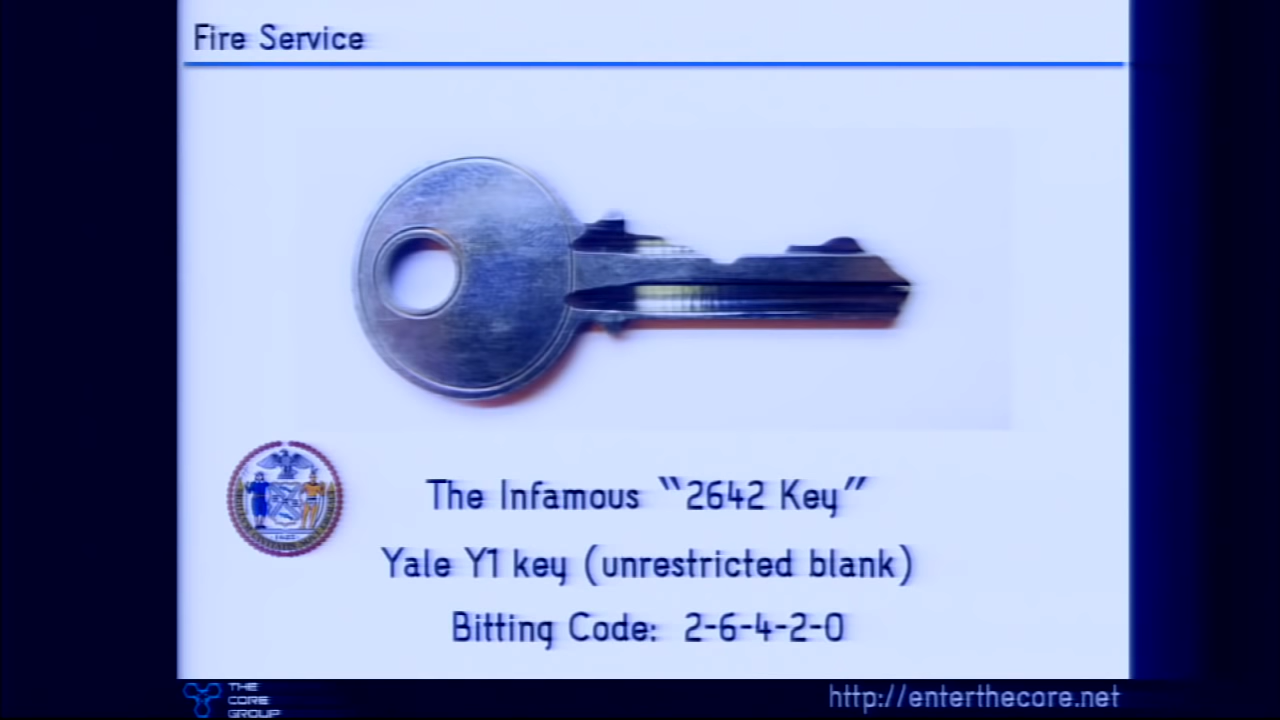 Fire Service
The Infamous “2642 Key”
Yale Y1 key (unrestricted blank)
Bitting Code: 2-6-4-2-0
THE
CORE
GROUP
http://enterthecore.net